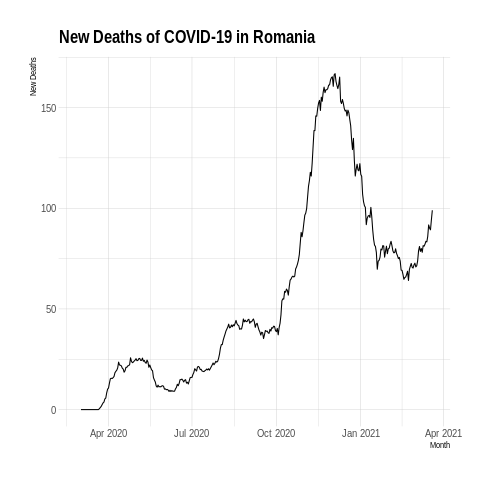 New Deaths of COVID-19 in Romania
New Deaths
150
100
50
0
Apr 2020 Jul 2020 Oct 2020 Jan 2021 Apr 2021
Month